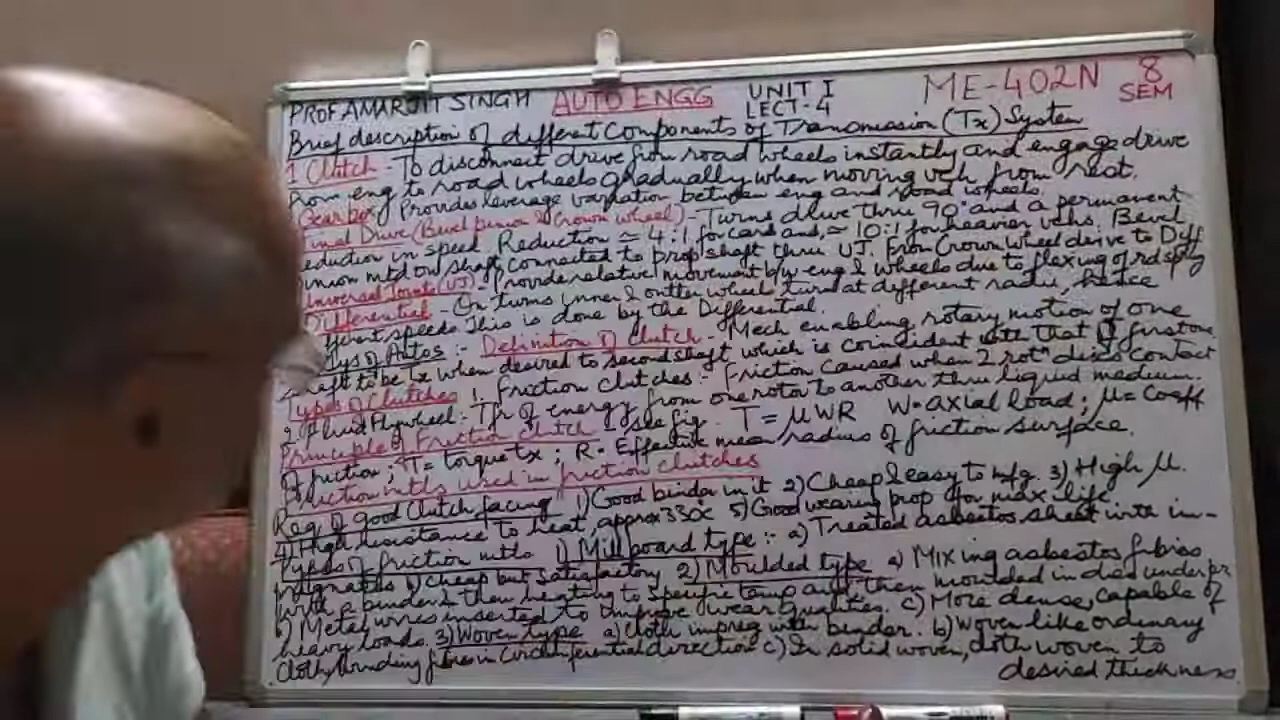 PROF AMARJIT SINGH AUTO ENGG UNIT I LECT-4 ME-402N 8 SEM
Brief description of different Components of Transmission (Tx) System
1 Clutch - To disconnect drive from road wheels instantly and engage drive
from eng to road wheels gradually when moving veh from rest.
Gear box) Provides leverage variation between eng and road wheels.
Final Drive (Bevel pinion & Crown wheel) - Turns drive thru 90° and a permanent
eduction in speed. Reduction ≃ 4:1 for cars and, ≃ 10:1 for heavier vehs. Bevel
inion mtd on shaft connected to prop shaft thru UJ. From Crown Wheel drive to Diff
niversal Joints (UJ) - Provide relative movement b/w eng & wheels due to flexing of rd spg
Differential - On turns inner & outter wheels turn at different radii, hence
fferent speeds. This is done by the Differential.
of Autos :- Definition of Clutch - Mech enabling rotary motion of one
shaft to be tx when desired to second shaft which is coincident with that of first one
Types of Clutches 1. Friction Clutches :- Friction caused when 2 rotn discs contact
2 Fluid Flywheel :- Tfr of energy from one rotor to another thru liquid medium
Principle of Friction Clutch - See fig. T = μWR W = axial load; μ = coeff
of friction; T = torque tx; R = Effective mean radius of friction surface.
Friction mtls used in friction clutches
Req of good Clutch facing 1) Good binder in it 2) Cheap & easy to mfg. 3) High μ.
4) High resistance to heat, approx 330c 5) Good wearing prop for max life
Types of friction mtls 1) Millboard type :- a) Treated asbestos sheet with im-
pregnates b) cheap but satisfactory 2) Moulded type a) Mixing asbestos fibres
with a binder & then heating to specific temp and then moulded in dies under pr
b) Metal wires inserted to improve wear qualities. c) More dense, capable of
heavy loads. 3) Woven type a) Cloth impreg with binder. b) Woven like ordinary
cloth, binding fibres in Circumferential direction c) In solid woven, cloth woven to
desired thickness.